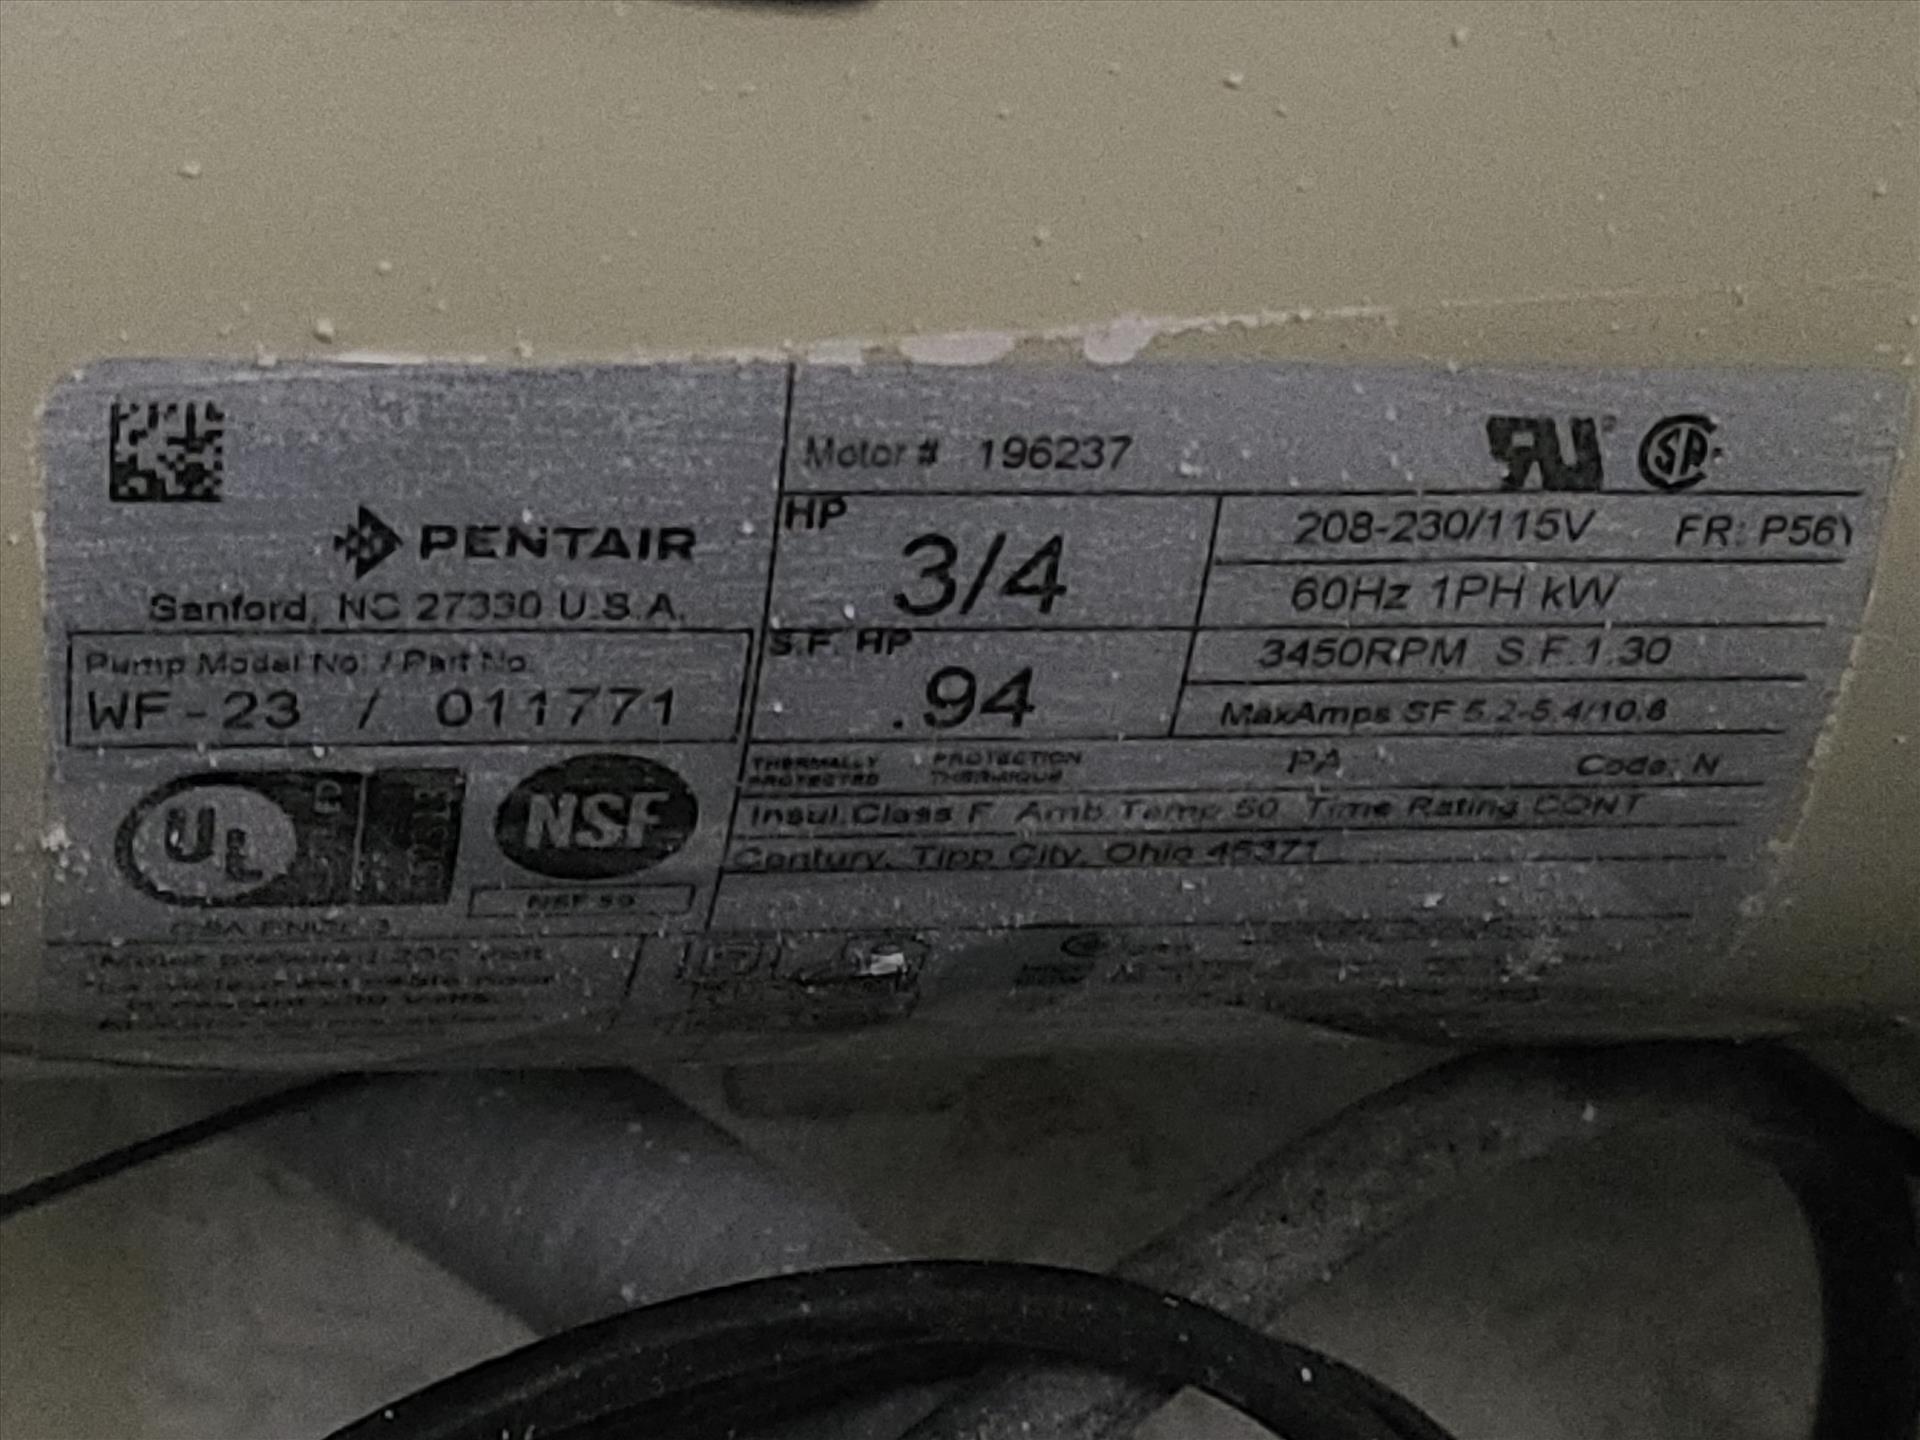 Motor # 196237
PENTAIR
Sanford, NC 27330 U.S.A.
Pump Model No. / Part No.
WF-23 / 011771
HP
3/4
S.F. HP
.94
208-230/115V FR: P56Y
60Hz 1PH kW
3450RPM S.F.1.30
MaxAmps SF 5.2-5.4/10.8
THERMALLY PROTECTED
PROTECTION THERMIQUE
PA Code: N
Insul.Class F Amb Temp 50 Time Rating CONT
Century, Tipp City, Ohio 45371
UL
NSF
NSF 50